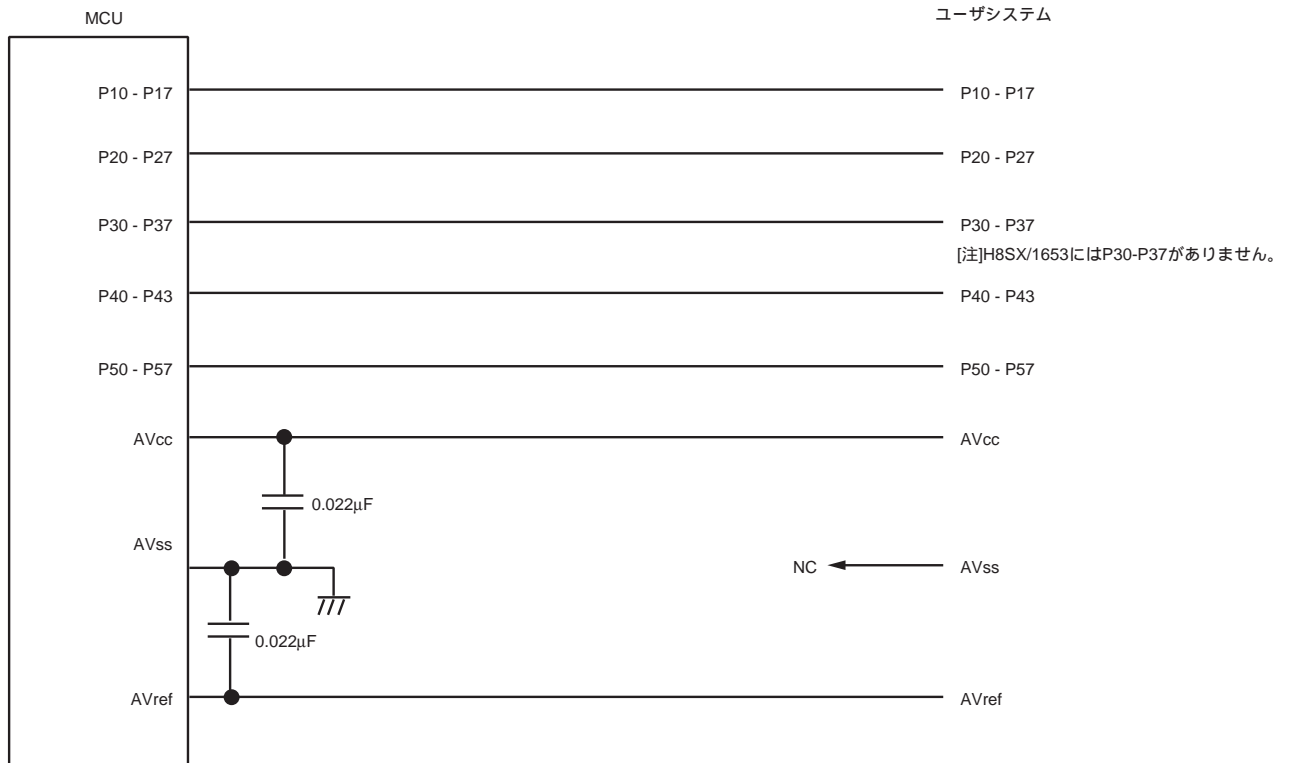 MCU
ユーザシステム
P10 - P17
P10 - P17
P20 - P27
P20 - P27
P30 - P37
P30 - P37
[注]H8SX/1653にはP30-P37がありません。
P40 - P43
P40 - P43
P50 - P57
P50 - P57
AVcc
AVcc
0.022μF
AVss
NC
AVss
0.022μF
AVref
AVref